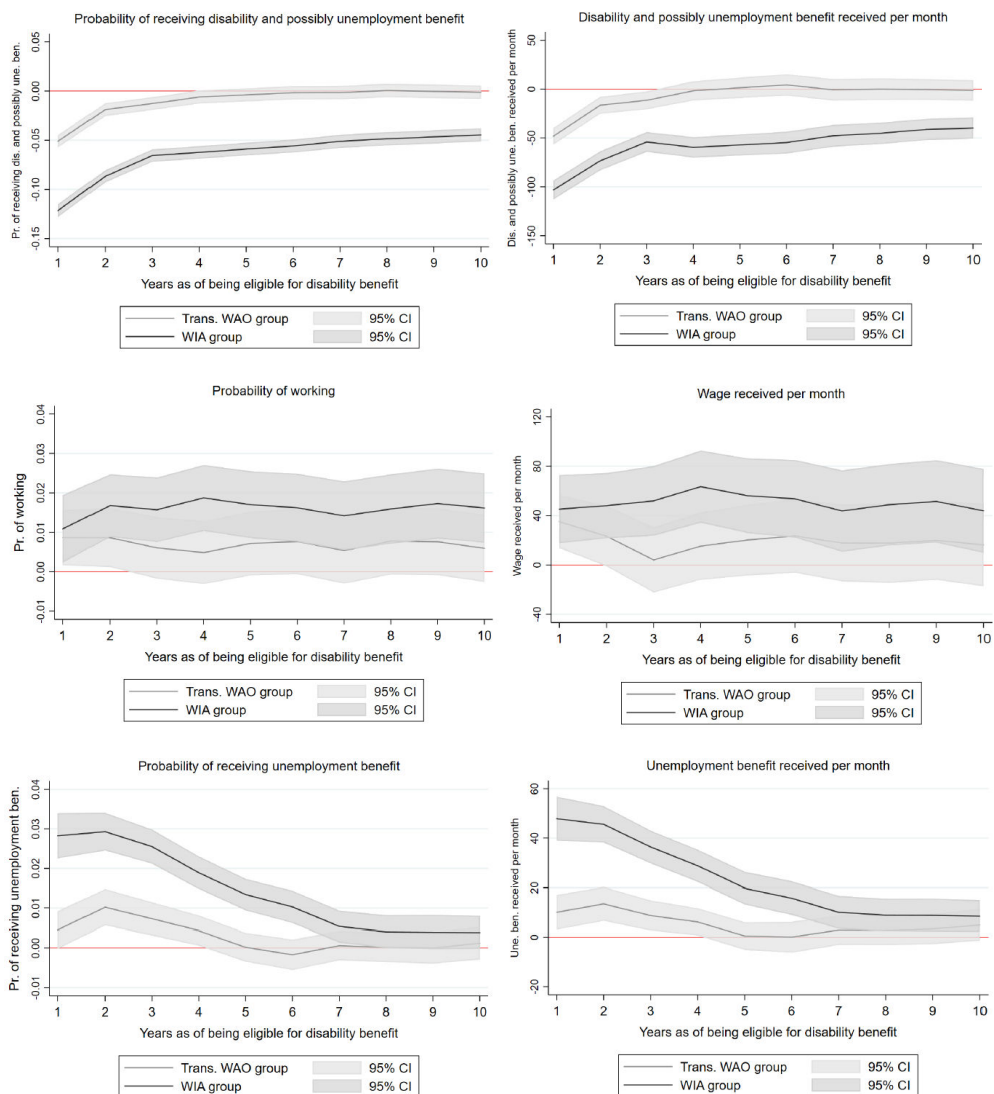 Probability of receiving disability and possibly unemployment benefit
Pr. of receiving dis. and possibly une. ben.
0.05
0.00
-0.05
-0.10
-0.15
1 2 3 4 5 6 7 8 9 10
Years as of being eligible for disability benefit
Trans. WAO group 95% CI
WIA group 95% CI
Disability and possibly unemployment benefit received per month
Dis. and possibly une. ben. received per month
50
0
-50
-100
-150
1 2 3 4 5 6 7 8 9 10
Years as of being eligible for disability benefit
Trans. WAO group 95% CI
WIA group 95% CI
Probability of working
Pr. of working
0.04
0.03
0.02
0.01
0.00
-0.01
1 2 3 4 5 6 7 8 9 10
Years as of being eligible for disability benefit
Trans. WAO group 95% CI
WIA group 95% CI
Wage received per month
Wage received per month
120
80
40
0
-40
1 2 3 4 5 6 7 8 9 10
Years as of being eligible for disability benefit
Trans. WAO group 95% CI
WIA group 95% CI
Probability of receiving unemployment benefit
Pr. of receiving unemployment ben.
0.04
0.03
0.02
0.01
0.00
-0.01
1 2 3 4 5 6 7 8 9 10
Years as of being eligible for disability benefit
Trans. WAO group 95% CI
WIA group 95% CI
Unemployment benefit received per month
Une. ben. received per month
60
40
20
0
-20
1 2 3 4 5 6 7 8 9 10
Years as of being eligible for disability benefit
Trans. WAO group 95% CI
WIA group 95% CI